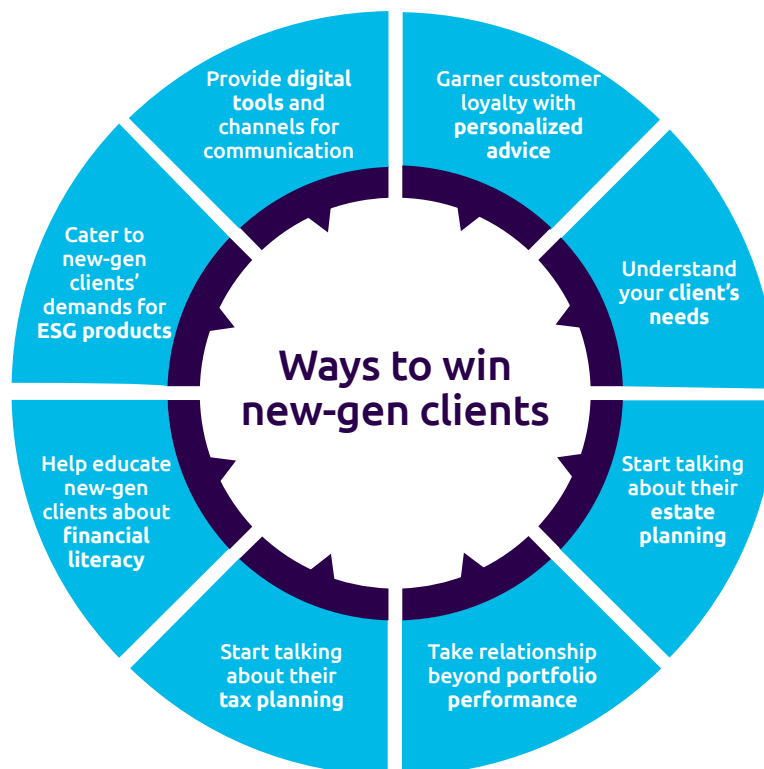 Ways to win
new-gen clients
Garner customer
loyalty with
personalized
advice
Understand
your client’s
needs
Start talking
about their
estate
planning
Take relationship
beyond portfolio
performance
Start talking
about their
tax planning
Help educate
new-gen
clients about
financial
literacy
Cater to
new-gen
clients’
demands for
ESG products
Provide digital
tools and
channels for
communication